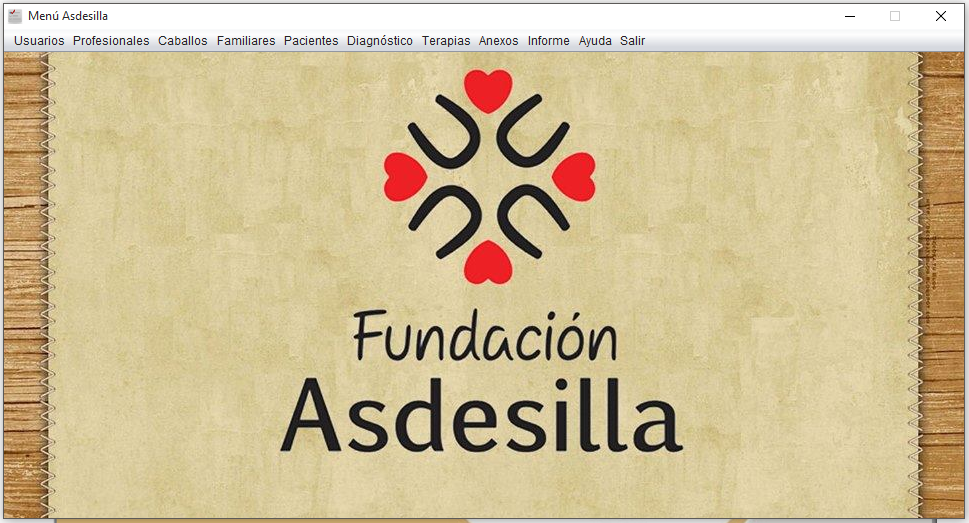 Menú Asdesilla
Usuarios Profesionales Caballos Familiares Pacientes Diagnóstico Terapias Anexos Informe Ayuda Salir
Fundación
Asdesilla